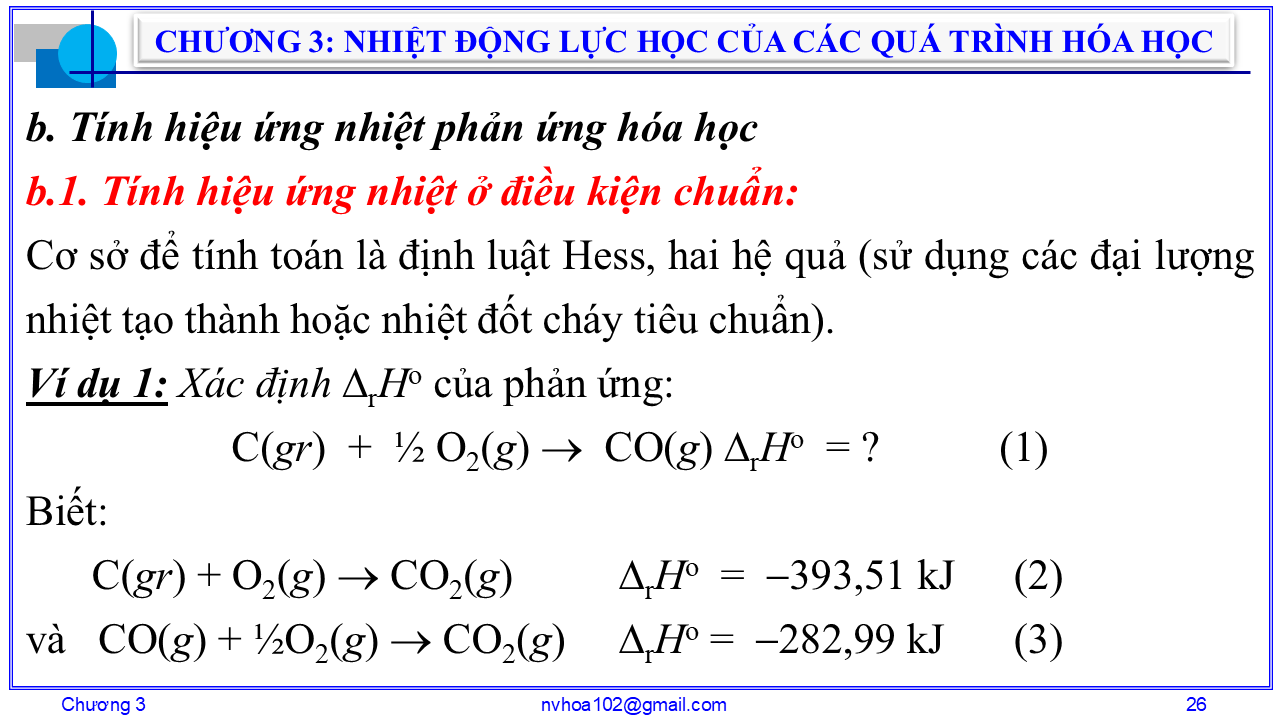 CHƯƠNG 3: NHIỆT ĐỘNG LỰC HỌC CỦA CÁC QUÁ TRÌNH HÓA HỌC
b. Tính hiệu ứng nhiệt phản ứng hóa học
b.1. Tính hiệu ứng nhiệt ở điều kiện chuẩn:
Cơ sở để tính toán là định luật Hess, hai hệ quả (sử dụng các đại lượng
nhiệt tạo thành hoặc nhiệt đốt cháy tiêu chuẩn).
Ví dụ 1: Xác định ΔrHº của phản ứng:
C(gr) + ½ O₂(g) → CO(g) ΔrHº = ? (1)
Biết:
C(gr) + O₂(g) → CO₂(g) ΔrHº = −393,51 kJ (2)
và CO(g) + ½O₂(g) → CO₂(g) ΔrHº = −282,99 kJ (3)
Chương 3 nvhoa102@gmail.com 26